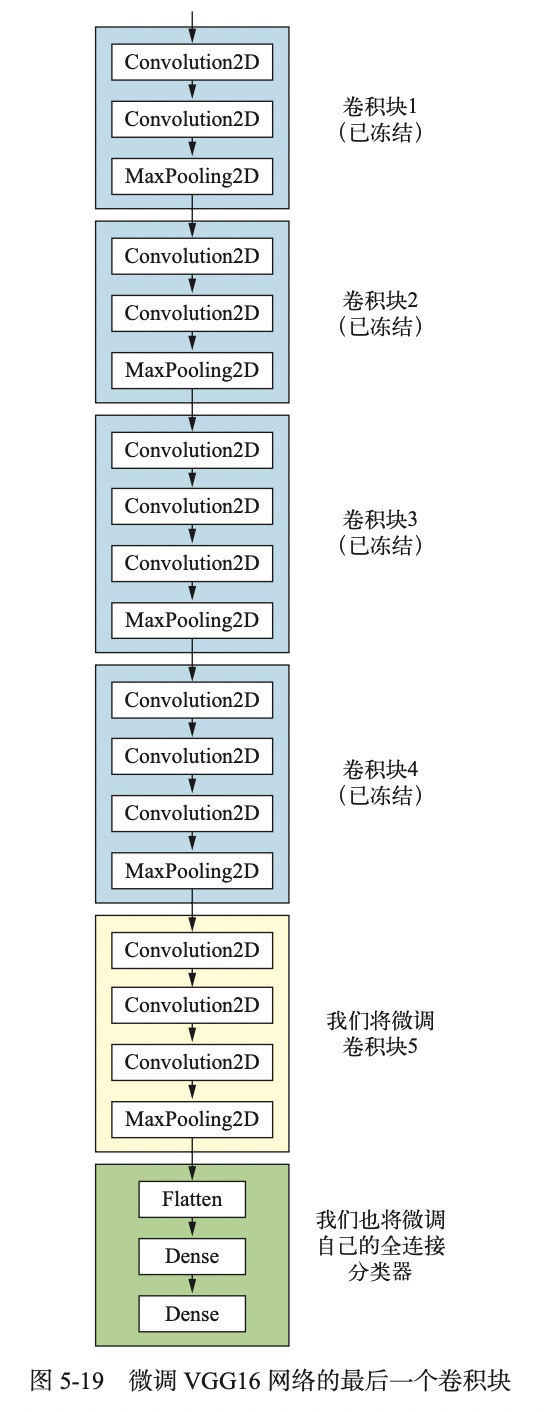 Convolution2D
Convolution2D
MaxPooling2D
卷积块1
（已冻结）
Convolution2D
Convolution2D
MaxPooling2D
卷积块2
（已冻结）
Convolution2D
Convolution2D
Convolution2D
MaxPooling2D
卷积块3
（已冻结）
Convolution2D
Convolution2D
Convolution2D
MaxPooling2D
卷积块4
（已冻结）
Convolution2D
Convolution2D
Convolution2D
MaxPooling2D
我们将微调
卷积块5
Flatten
Dense
Dense
我们也将微调
自己的全连接
分类器
图 5-19 微调 VGG16 网络的最后一个卷积块